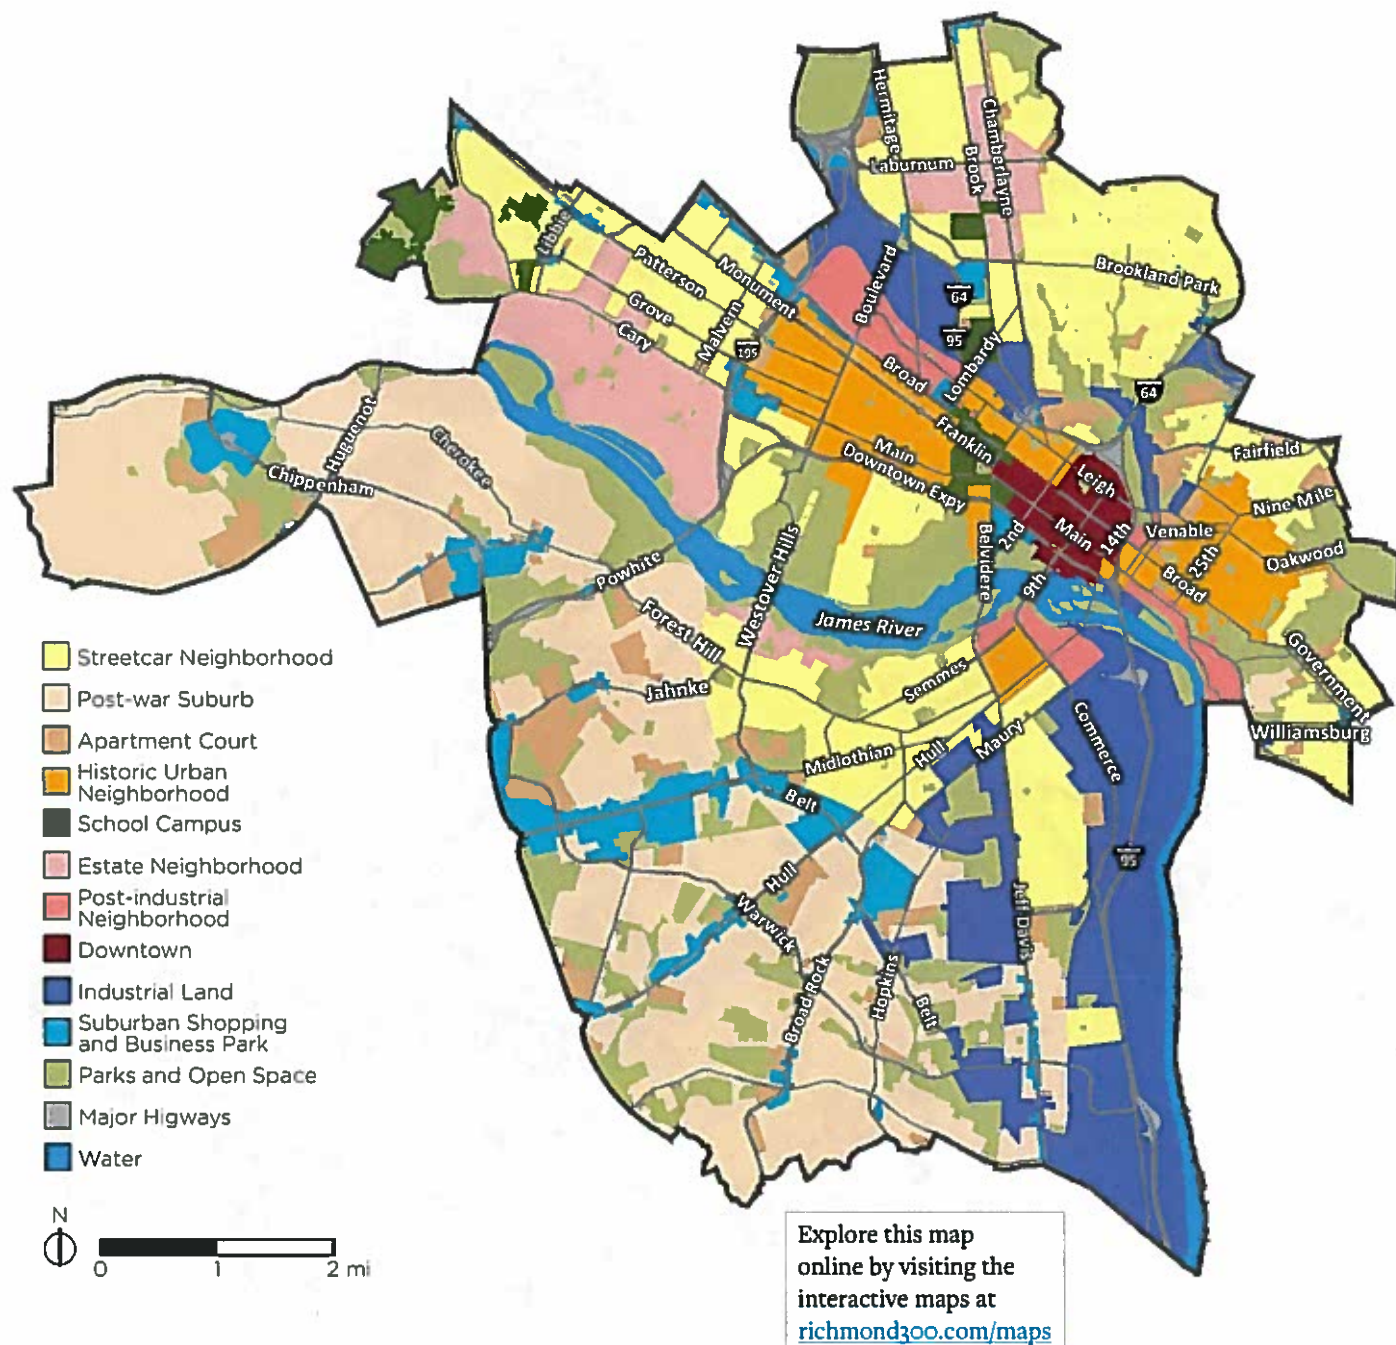 Hermitage
Chamberlayne
Laburnum
Brook
Libbie
Patterson
Monument
Boulevard
Brookland Park
64
Grove
Malvern
Cary
195
95
Lombardy
Broad
64
Huguenot
Cherokee
Franklin
Main
Downtown Expy
Leigh
Fairfield
Chippenham
Nine Mile
2nd
Main
14th
Venable
25th
Oakwood
Belvidere
Broad
9th
Powhite
Westover Hills
James River
Forest Hill
Government
Semmes
Jahnke
Commerce
Williamsburg
Midlothian
Hull
Maury
Belt
95
Hull
Warwick
Jeff Davis
Broad Rock
Hopkins
Belt
Streetcar Neighborhood
Post-war Suburb
Apartment Court
Historic Urban
Neighborhood
School Campus
Estate Neighborhood
Post-industrial
Neighborhood
Downtown
Industrial Land
Suburban Shopping
and Business Park
Parks and Open Space
Major Higways
Water
N
0 1 2 mi
Explore this map
online by visiting the
interactive maps at
richmond300.com/maps